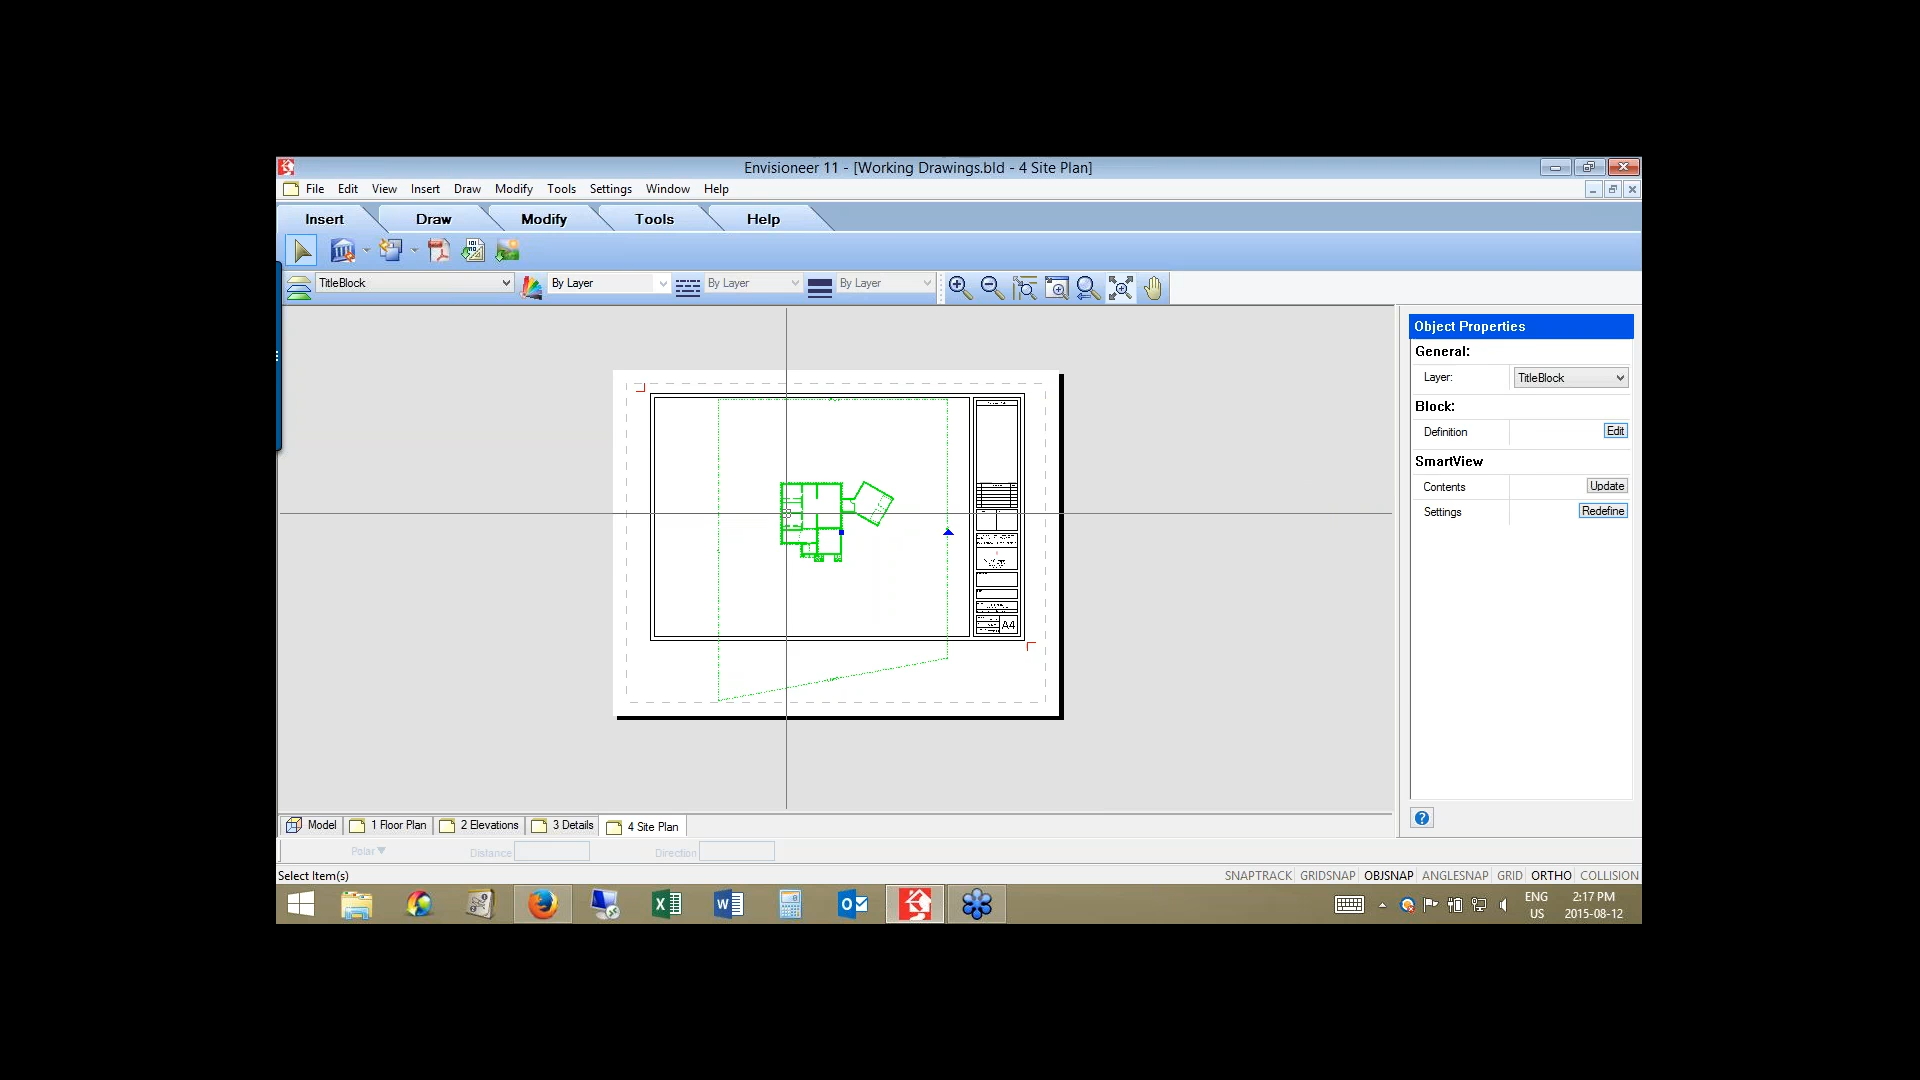 Envisioneer 11 - [Working Drawings.bld - 4 Site Plan]
File Edit View Insert Draw Modify Tools Settings Window Help
Insert Draw Modify Tools Help
TitleBlock By Layer By Layer By Layer
Object Properties
General:
Layer: TitleBlock
Block:
Definition Edit
SmartView
Contents Update
Settings Redefine
A4
Model 1 Floor Plan 2 Elevations 3 Details 4 Site Plan
Polar Distance Direction
Select Item(s) SNAPTRACK GRIDSNAP OBJSNAP ANGLESNAP GRID ORTHO COLLISION
ENG 2:17 PM
US 2015-08-12